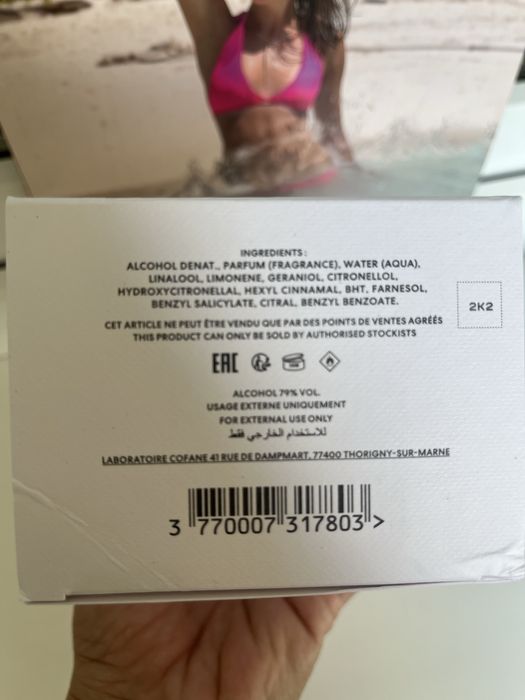 INGREDIENTS:
ALCOHOL DENAT., PARFUM (FRAGRANCE), WATER (AQUA),
LINALOOL, LIMONENE, GERANIOL, CITRONELLOL,
HYDROXYCITRONELLAL, HEXYL CINNAMAL, BHT, FARNESOL,
BENZYL SALICYLATE, CITRAL, BENZYL BENZOATE.
2K2
CET ARTICLE NE PEUT ÊTRE VENDU QUE PAR DES POINTS DE VENTES AGRÉÉS
THIS PRODUCT CAN ONLY BE SOLD BY AUTHORISED STOCKISTS
EAC
ALCOHOL 79% VOL.
USAGE EXTERNE UNIQUEMENT
FOR EXTERNAL USE ONLY
للاستخدام الخارجي فقط
LABORATOIRE COFANE 41 RUE DE DAMPMART, 77400 THORIGNY-SUR-MARNE
3 770007 317803 >